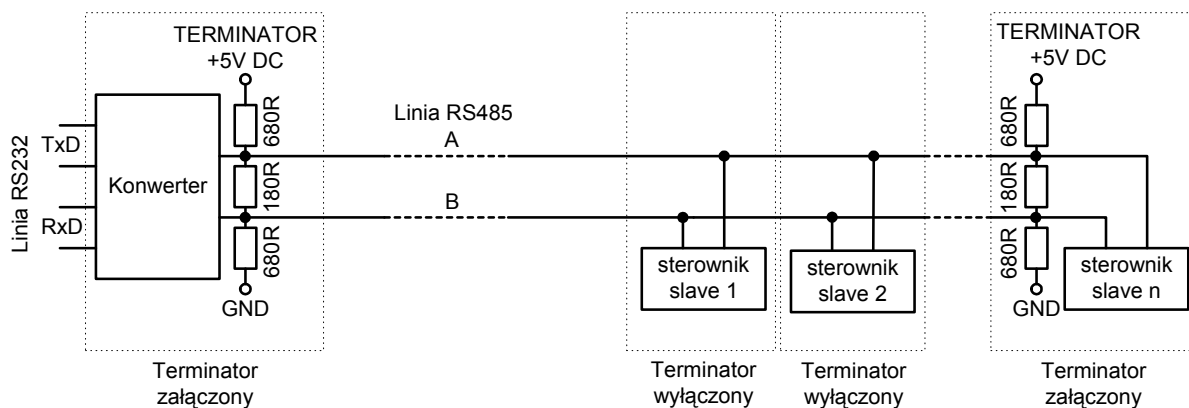 TERMINATOR
+5V DC
680R
180R
680R
GND
Linia RS232
TxD
RxD
Konwerter
Linia RS485
A
B
sterownik
slave 1
sterownik
slave 2
TERMINATOR
+5V DC
680R
180R
680R
GND
sterownik
slave n
Terminator
załączony
Terminator
wyłączony
Terminator
wyłączony
Terminator
załączony